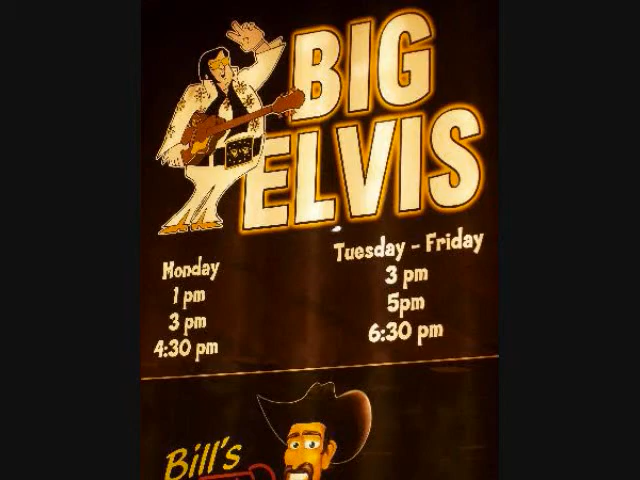 BIG
ELVIS
Monday
1 pm
3 pm
4:30 pm
Tuesday - Friday
3 pm
5pm
6:30 pm
Bill's